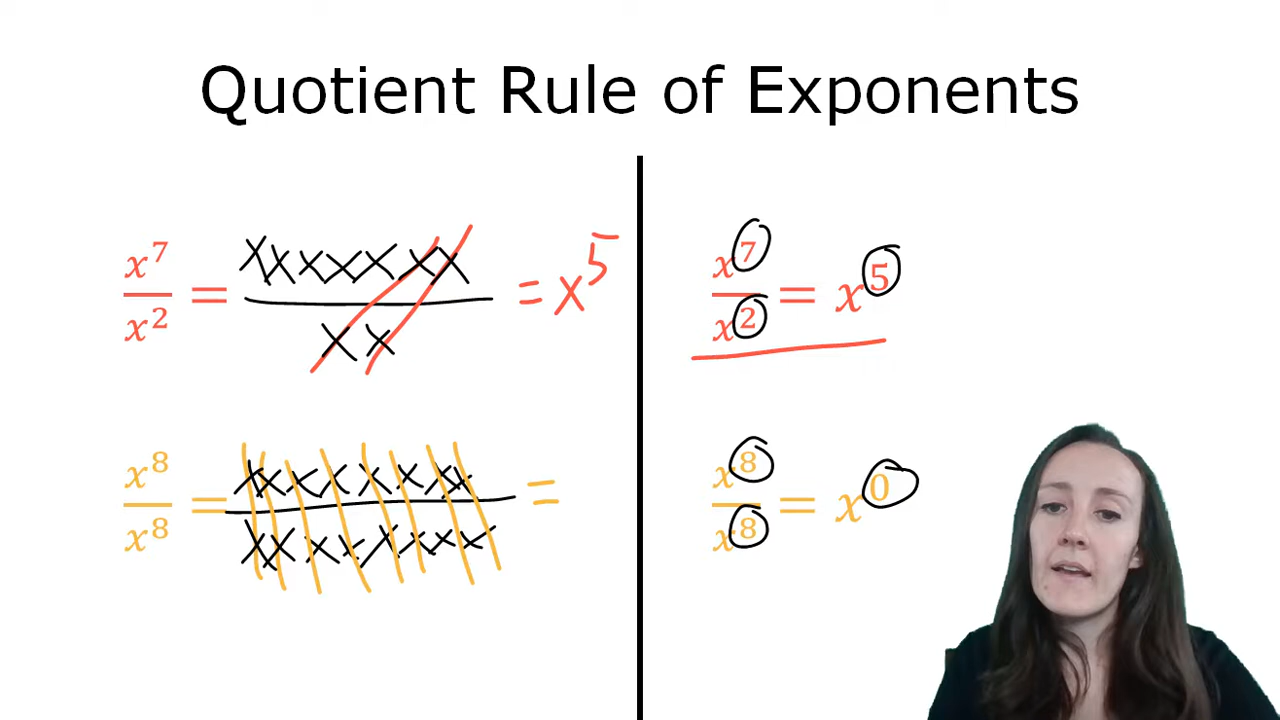 Quotient Rule of Exponents
x⁷/x² = xxxxxxx/xx = x⁵
x⁸/x⁸ = xxxxxxxx/xxxxxxxx =
x⁷/x² = x⁵
x⁸/x⁸ = x⁰